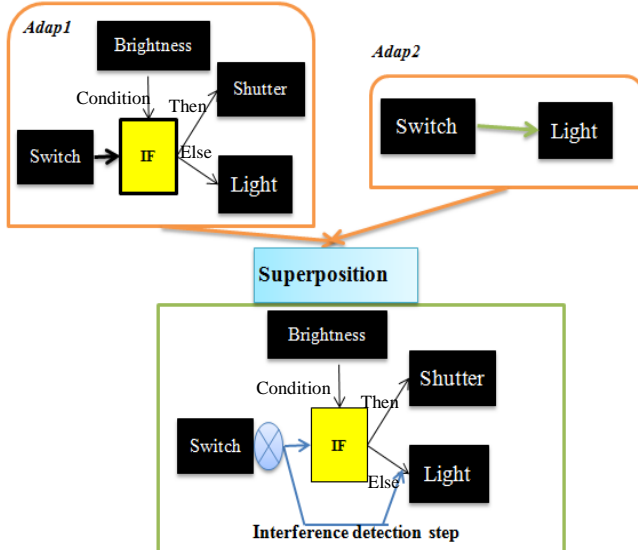 Adap1
Brightness
Condition
Then
Shutter
Switch
IF
Else
Light
Adap2
Switch
Light
Superposition
Brightness
Condition
Then
Shutter
Switch
IF
Else
Light
Interference detection step